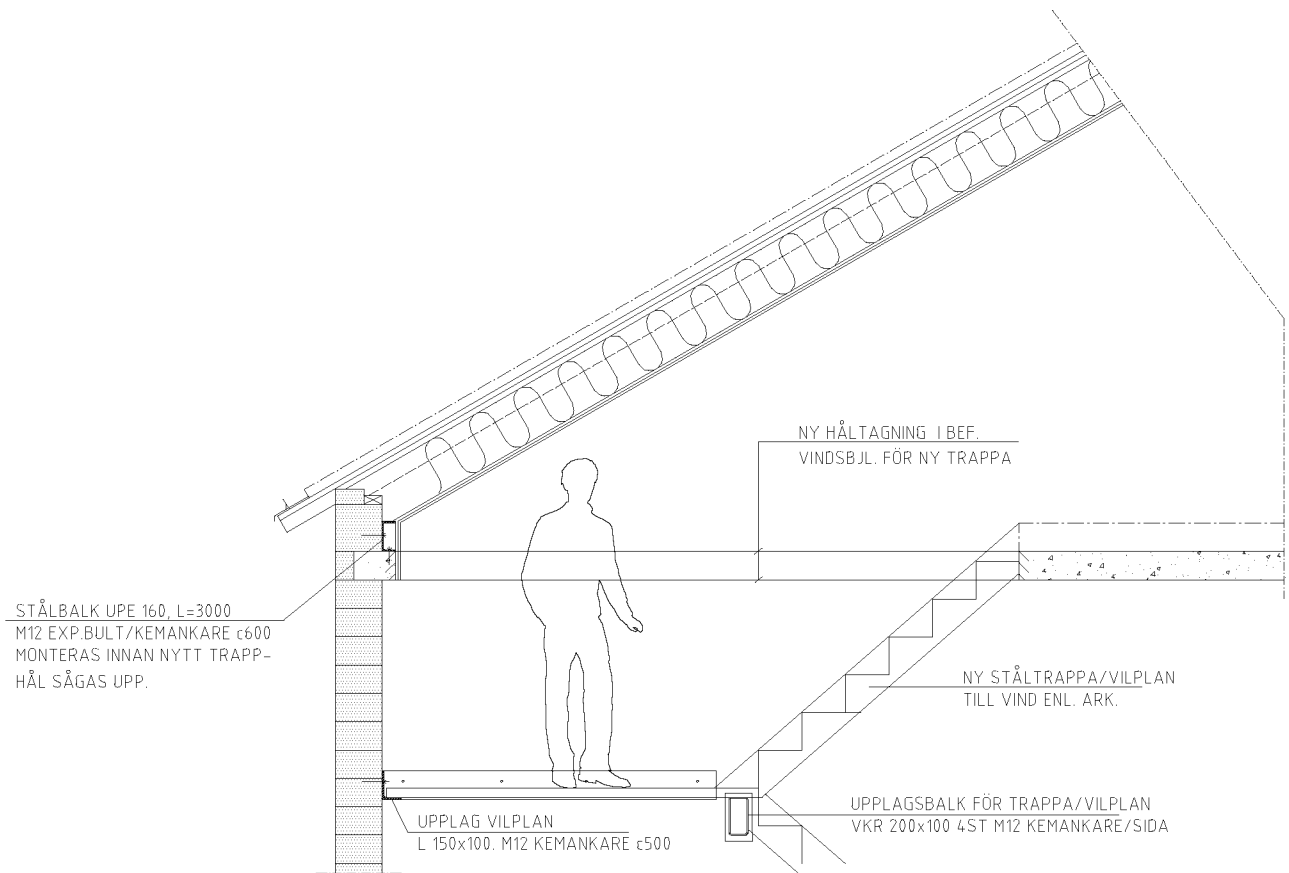 NY HÅLTAGNING I BEF.
VINDSBJL. FÖR NY TRAPPA
STÅLBALK UPE 160, L=3000
M12 EXP.BULT/KEMANKARE c600
MONTERAS INNAN NYTT TRAPP-
HÅL SÅGAS UPP.
NY STÅLTRAPPA/VILPLAN
TILL VIND ENL. ARK.
UPPLAGSBALK FÖR TRAPPA/VILPLAN
VKR 200x100 4ST M12 KEMANKARE/SIDA
UPPLAG VILPLAN
L 150x100. M12 KEMANKARE c500